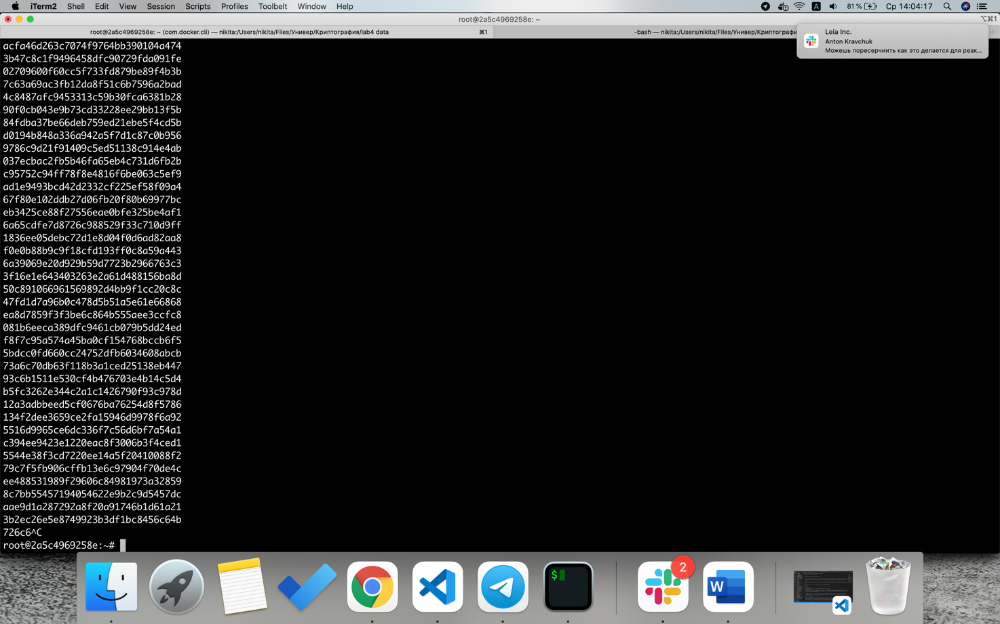 iTerm2 Shell Edit View Session Scripts Profiles Toolbelt Window Help
A 81 % Ср 14:04:17
root@2a5c4969258e: ~
⌥⌘1
root@2a5c4969258e: ~ (com.docker.cli) — nikita:/Users/nikita/Files/Универ/Криптография/lab4 data ⌘1
-bash — nikita:/Users/nikita/Files/Универ/Криптографи
Leia Inc.
Anton Kravchuk
Можешь поресерчиить как это делается для реак...
acfa46d263c7074f9764bb390104a474
3b47c8c1f9496458dfc90729fda091fe
02709600f60cc5f733fd879be89f4b3b
7c63a69ac3fb12da8f51c6b7596a2bad
4c8487afc9453313c59b30fca6381b28
90f0cb043e9b73cd33228ee29bb13f5b
84fdba37be66deb759ed21ebe5f4cd5b
d0194b848a336a942a5f7d1c87c0b956
9786c9d21f91409c5ed51138c914e4ab
037ecbac2fb5b46fa65eb4c731d6fb2b
c95752c94ff78f8e4816f6be063c5ef9
ad1e9493bcd42d2332cf225ef58f09a4
67f80e102ddb27d06fb20f80b69977bc
eb3425ce88f27556eae0bfe325be4af1
6a65cdfe7d8726c988529f33c710d9ff
1836ee05debc72d1e8d04f0d6ad82aa8
f0e0b88b9c9f18cfd193ff0c8a59a443
6a39069e20d929b59d7723b2966763c3
3f16e1e643403263e2a61d488156ba8d
50c891066961569892d4bb9f1cc20c8c
47fd1d7a96b0c478d5b51a5e61e66868
ea8d7859f3f3be6c864b555aee3ccfc8
081b6eeca389dfc9461cb079b5dd24ed
f8f7c95a574a45ba0cf154768bccb6f5
5bdcc0fd660cc24752dfb6034608abcb
73a6c70db63f118b3a1ced25138eb447
93c6b1511e530cf4b476703e4b14c5d4
b5fc3262e344c2a1c1426790f93c978d
12a3adbbeed5cf0676ba76254d8f5786
134f2dee3659ce2fa15946d9978f6a92
5516d9965ce6dc336f7c56d6bf7a54a1
c394ee9423e1220eac8f3006b3f4ced1
5544e38f3cd7220ee14a5f20410088f2
79c7f5fb906cffb13e6c97904f70de4c
ee488531989f29606c84981973a32859
8c7bb55457194054622e9b2c9d5457dc
aae9d1a287292a8f20a91746b1d61a21
3b2ec26e5e8749923b3df1bc8456c64b
726c6^C
root@2a5c4969258e:~#
$
2
W